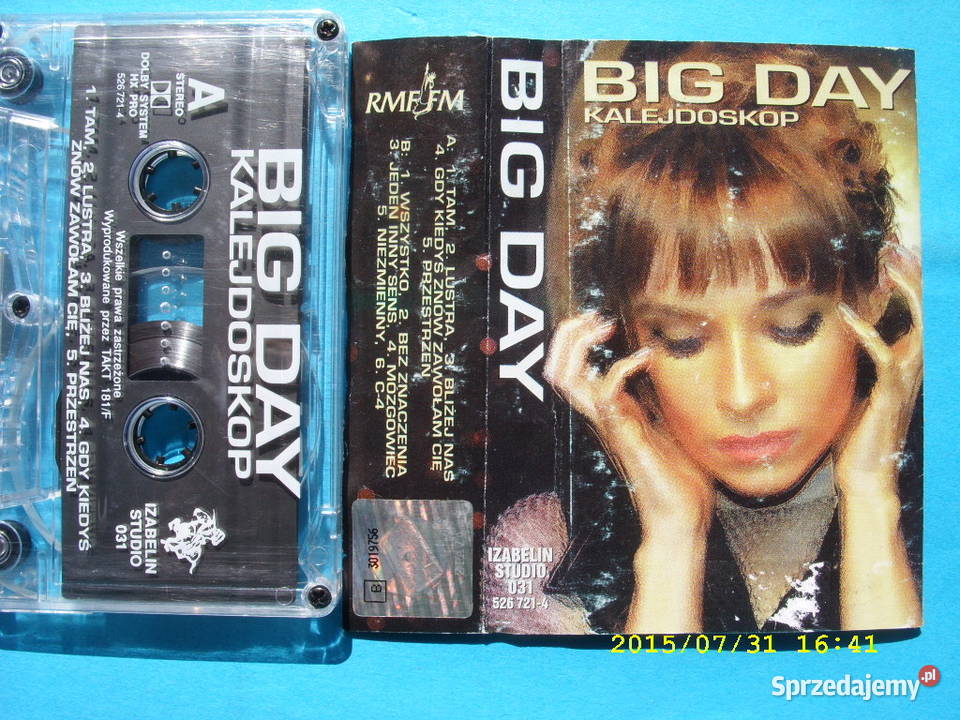 A
STEREO
DOLBY SYSTEM
HX PRO
526 721-4
BIG DAY
KALEJDOSKOP
Wszelkie prawa zastrzeżone
Wyprodukowane przez TAKT 181/F
1. TAM, 2. LUSTRA, 3. BLIŻEJ NAS, 4. GDY KIEDYŚ
ZNÓW ZAWOŁAM CIĘ, 5. PRZESTRZEŃ
IZABELIN
STUDIO
031
RMF FM
A: 1. TAM, 2. LUSTRA, 3. BLIŻEJ NAS
4. GDY KIEDYŚ ZNÓW ZAWOŁAM CIĘ
5. PRZESTRZEŃ
B: 1. WSZYSTKO, 2. BEZ ZNACZENIA
3. JEDEN INNY SENS, 4. MÓZGOWIEC
5. NIEZMIENNY, 6. C-4
B 3019756
BIG DAY
IZABELIN
STUDIO
031
526 721-4
BIG DAY
KALEJDOSKOP
2015/07/31 16:41
Sprzedajemy.pl